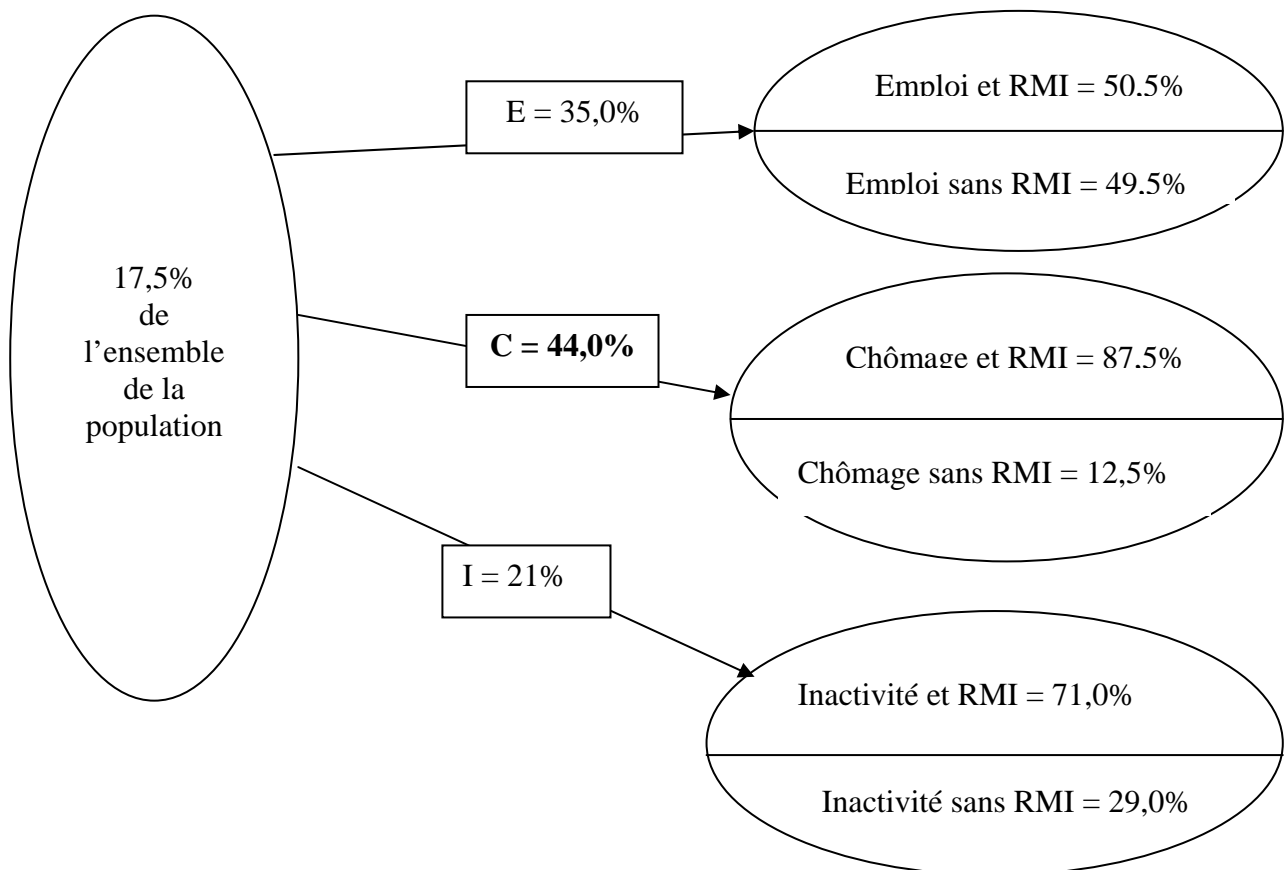 Emploi et RMI = 50,5%
E = 35,0%
Emploi sans RMI = 49,5%
17,5%
de
l’ensemble
de la
population
C = 44,0%
Chômage et RMI = 87,5%
Chômage sans RMI = 12,5%
I = 21%
Inactivité et RMI = 71,0%
Inactivité sans RMI = 29,0%